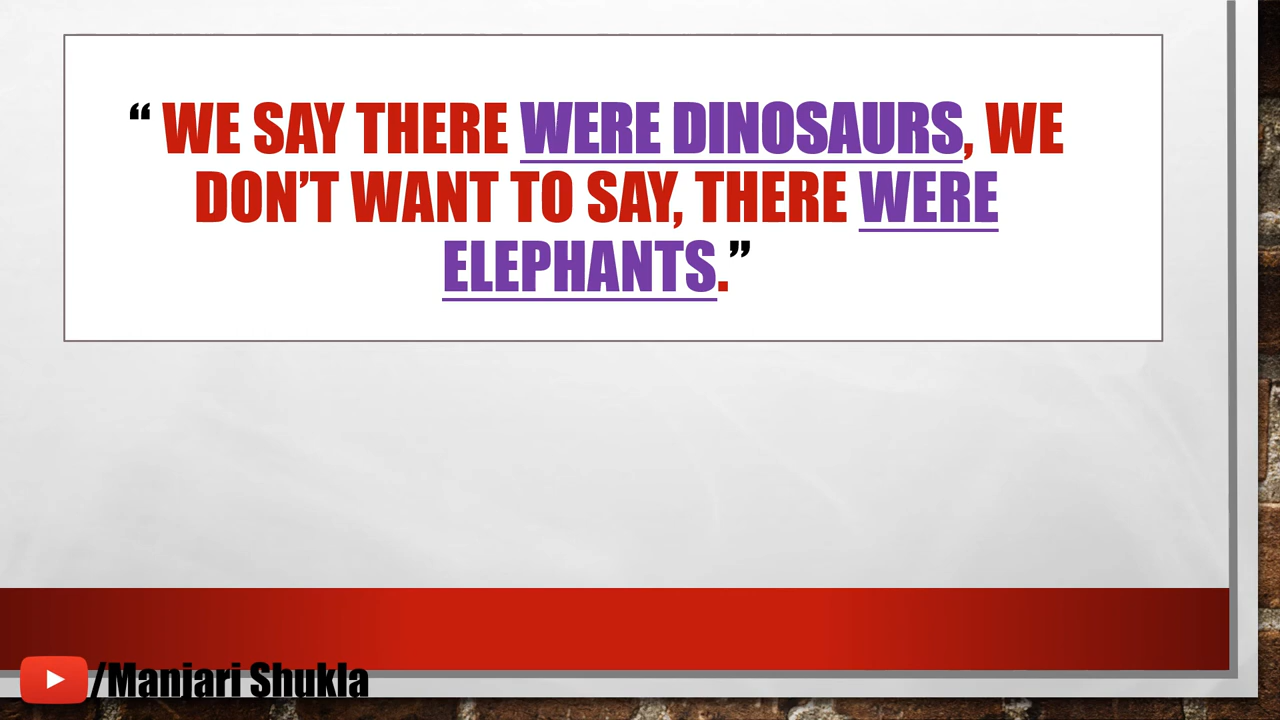 “ WE SAY THERE WERE DINOSAURS, WE
DON’T WANT TO SAY, THERE WERE
ELEPHANTS.”
/Manjari Shukla